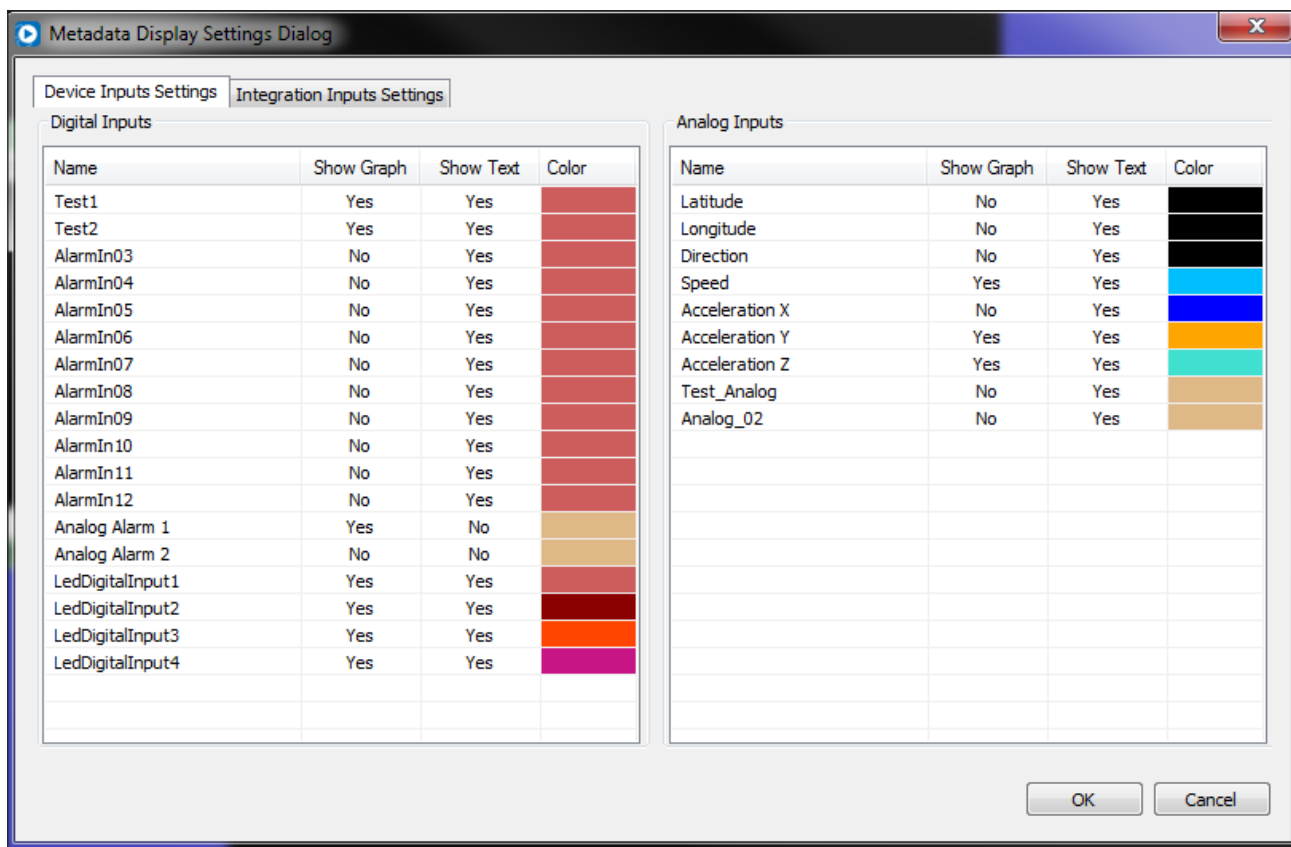 Metadata Display Settings Dialog
Device Inputs Settings Integration Inputs Settings
Digital Inputs
Name Show Graph Show Text Color
Test1 Yes Yes
Test2 Yes Yes
AlarmIn03 No Yes
AlarmIn04 No Yes
AlarmIn05 No Yes
AlarmIn06 No Yes
AlarmIn07 No Yes
AlarmIn08 No Yes
AlarmIn09 No Yes
AlarmIn10 No Yes
AlarmIn11 No Yes
AlarmIn12 No Yes
Analog Alarm 1 Yes No
Analog Alarm 2 No No
LedDigitalInput1 Yes Yes
LedDigitalInput2 Yes Yes
LedDigitalInput3 Yes Yes
LedDigitalInput4 Yes Yes
Analog Inputs
Name Show Graph Show Text Color
Latitude No Yes
Longitude No Yes
Direction No Yes
Speed Yes Yes
Acceleration X No Yes
Acceleration Y Yes Yes
Acceleration Z Yes Yes
Test_Analog No Yes
Analog_02 No Yes
OK Cancel